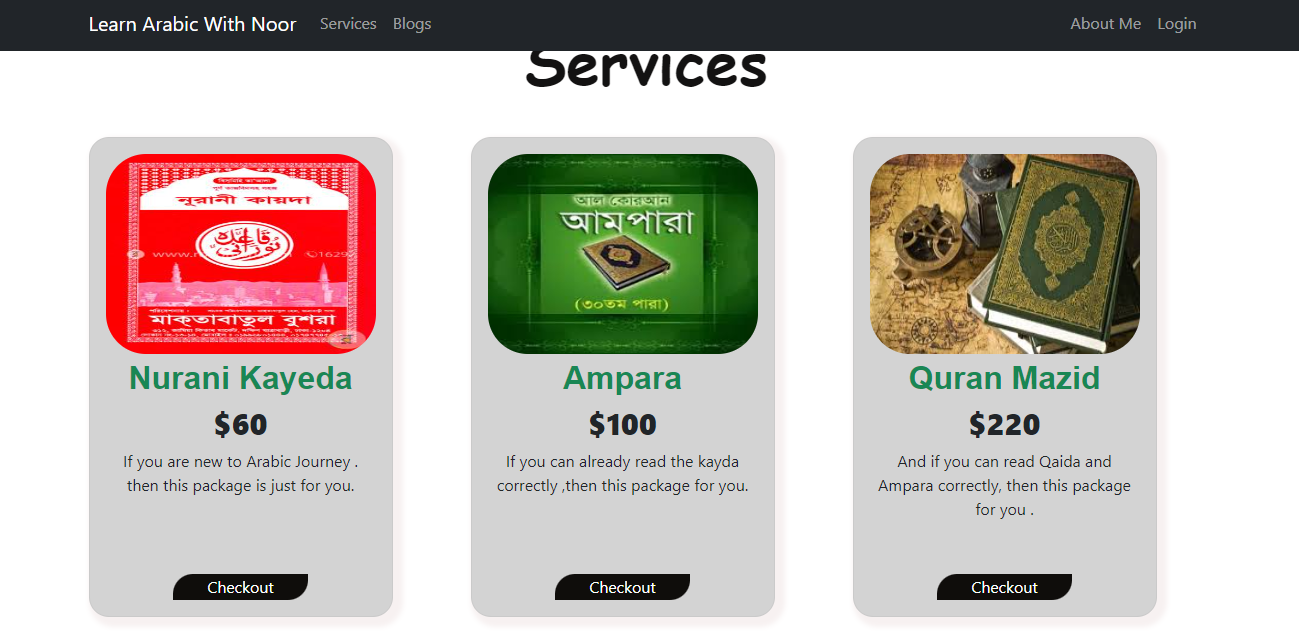 Learn Arabic With Noor Services Blogs About Me Login
Services
নূরানী কায়দা
মাকতাবাতুল বুশরা
Nurani Kayeda
$60
If you are new to Arabic Journey .
then this package is just for you.
Checkout
আল কোরআন
আমপারা
(৩০তম পারা)
Ampara
$100
If you can already read the kayda
correctly ,then this package for you.
Checkout
Quran Mazid
$220
And if you can read Qaida and
Ampara correctly, then this package
for you .
Checkout